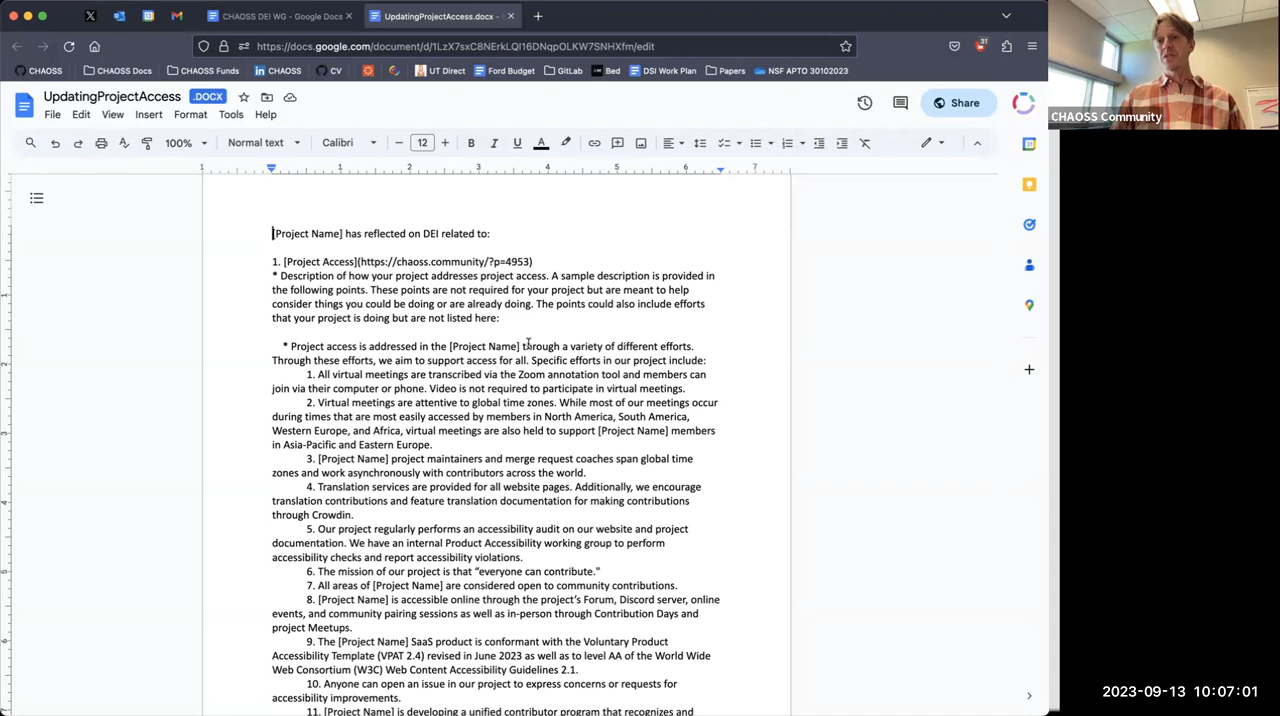 CHAOSS DEI WG - Google Docs
UpdatingProjectAccess.docx -
https://docs.google.com/document/d/1LzX7sxC8NErkLQI16DNqpOLKW7SNHXfm/edit
31
CHAOSS
CHAOSS Docs
CHAOSS Funds
CHAOSS
CV
UT Direct
Ford Budget
GitLab
Bed
DSI Work Plan
Papers
NSF APTO 30102023
UpdatingProjectAccess
.DOCX
File Edit View Insert Format Tools Help
Share
CHAOSS Community
100%
Normal text
Calibri
12
1 1 2 3 4 5 6 7
[Project Name] has reflected on DEI related to:
1. [Project Access](https://chaoss.community/?p=4953)
* Description of how your project addresses project access. A sample description is provided in
the following points. These points are not required for your project but are meant to help
consider things you could be doing or are already doing. The points could also include efforts
that your project is doing but are not listed here:
* Project access is addressed in the [Project Name] through a variety of different efforts.
Through these efforts, we aim to support access for all. Specific efforts in our project include:
1. All virtual meetings are transcribed via the Zoom annotation tool and members can
join via their computer or phone. Video is not required to participate in virtual meetings.
2. Virtual meetings are attentive to global time zones. While most of our meetings occur
during times that are most easily accessed by members in North America, South America,
Western Europe, and Africa, virtual meetings are also held to support [Project Name] members
in Asia-Pacific and Eastern Europe.
3. [Project Name] project maintainers and merge request coaches span global time
zones and work asynchronously with contributors across the world.
4. Translation services are provided for all website pages. Additionally, we encourage
translation contributions and feature translation documentation for making contributions
through Crowdin.
5. Our project regularly performs an accessibility audit on our website and project
documentation. We have an internal Product Accessibility working group to perform
accessibility checks and report accessibility violations.
6. The mission of our project is that “everyone can contribute."
7. All areas of [Project Name] are considered open to community contributions.
8. [Project Name] is accessible online through the project’s Forum, Discord server, online
events, and community pairing sessions as well as in-person through Contribution Days and
project Meetups.
9. The [Project Name] SaaS product is conformant with the Voluntary Product
Accessibility Template (VPAT 2.4) revised in June 2023 as well as to level AA of the World Wide
Web Consortium (W3C) Web Content Accessibility Guidelines 2.1.
10. Anyone can open an issue in our project to express concerns or requests for
accessibility improvements.
11. [Project Name] is developing a unified contributor program that recognizes and
2023-09-13 10:07:01